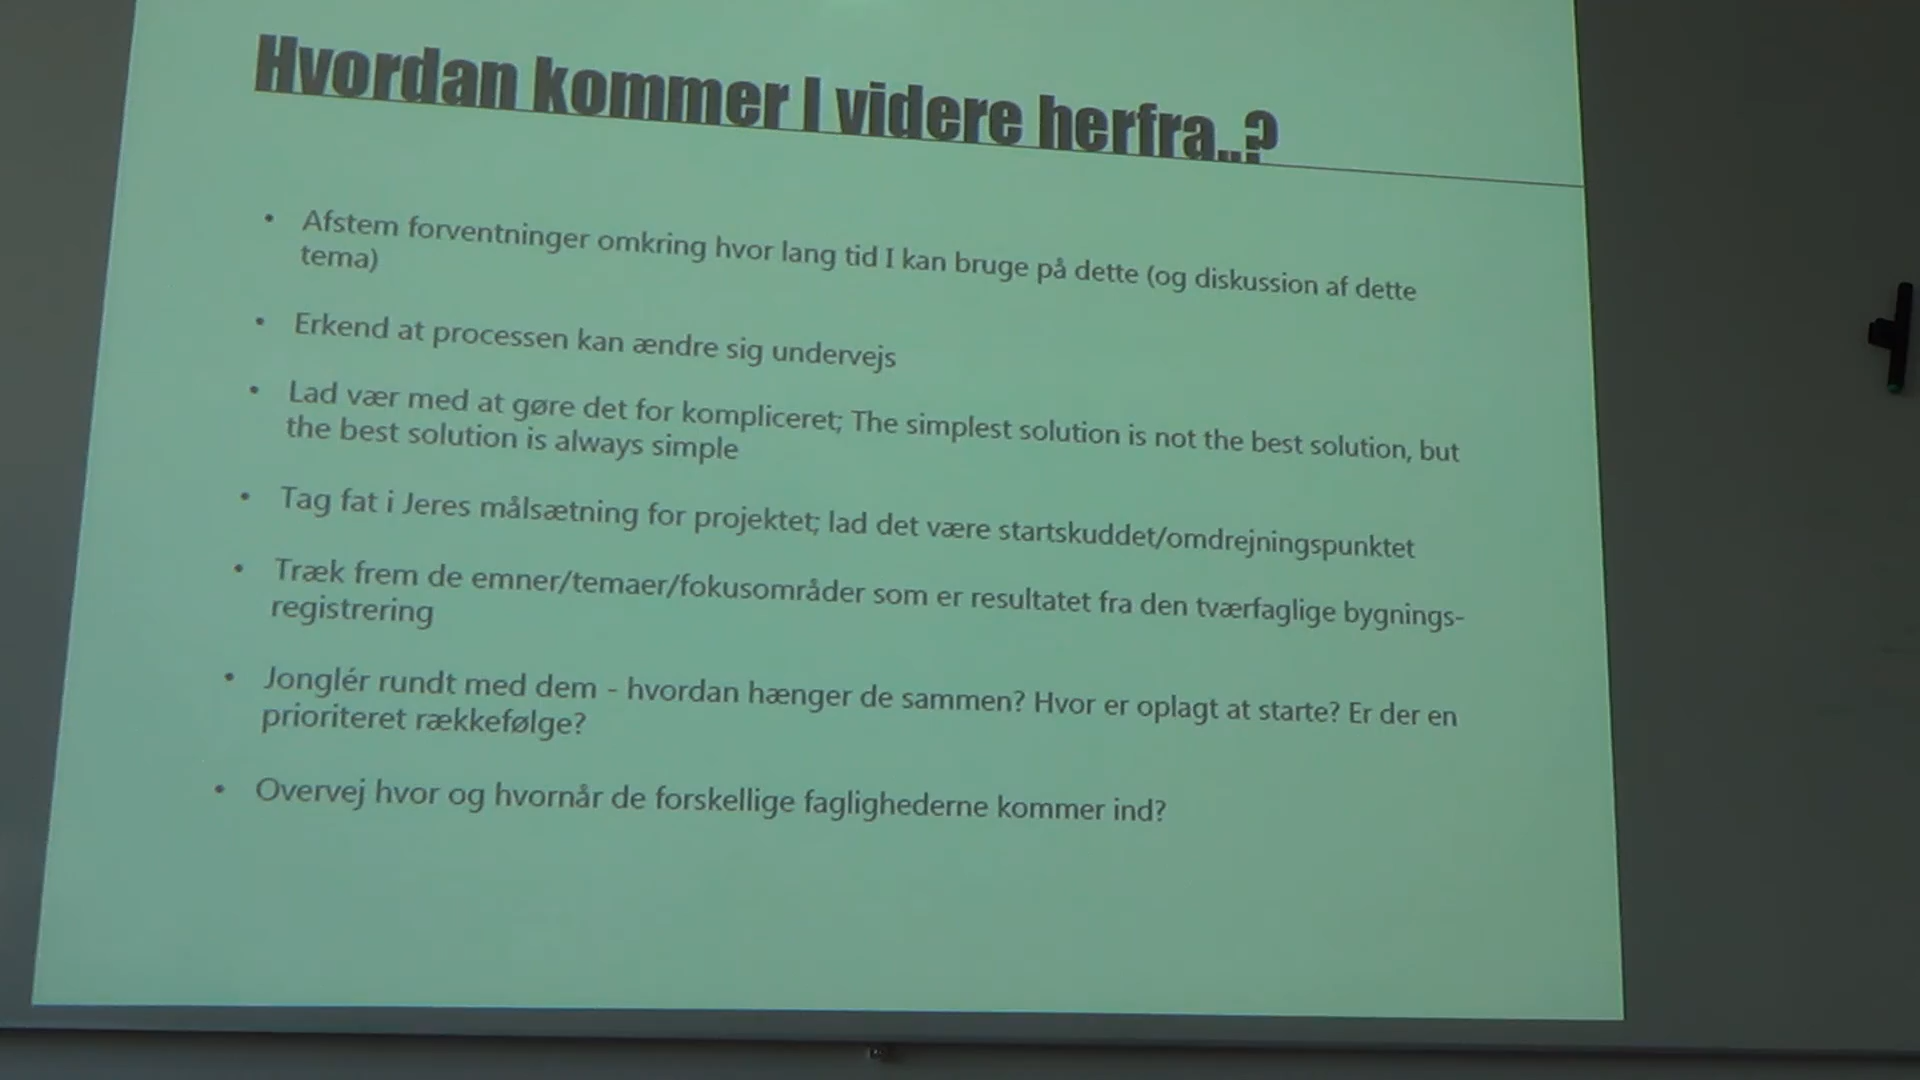 Hvordan kommer I videre herfra..?
• Afstem forventninger omkring hvor lang tid I kan bruge på dette (og diskussion af dette
tema)
• Erkend at processen kan ændre sig undervejs
• Lad vær med at gøre det for kompliceret; The simplest solution is not the best solution, but
the best solution is always simple
• Tag fat i Jeres målsætning for projektet; lad det være startskuddet/omdrejningspunktet
• Træk frem de emner/temaer/fokusområder som er resultatet fra den tværfaglige bygnings-
registrering
• Jonglér rundt med dem - hvordan hænger de sammen? Hvor er oplagt at starte? Er der en
prioriteret rækkefølge?
• Overvej hvor og hvornår de forskellige faglighederne kommer ind?